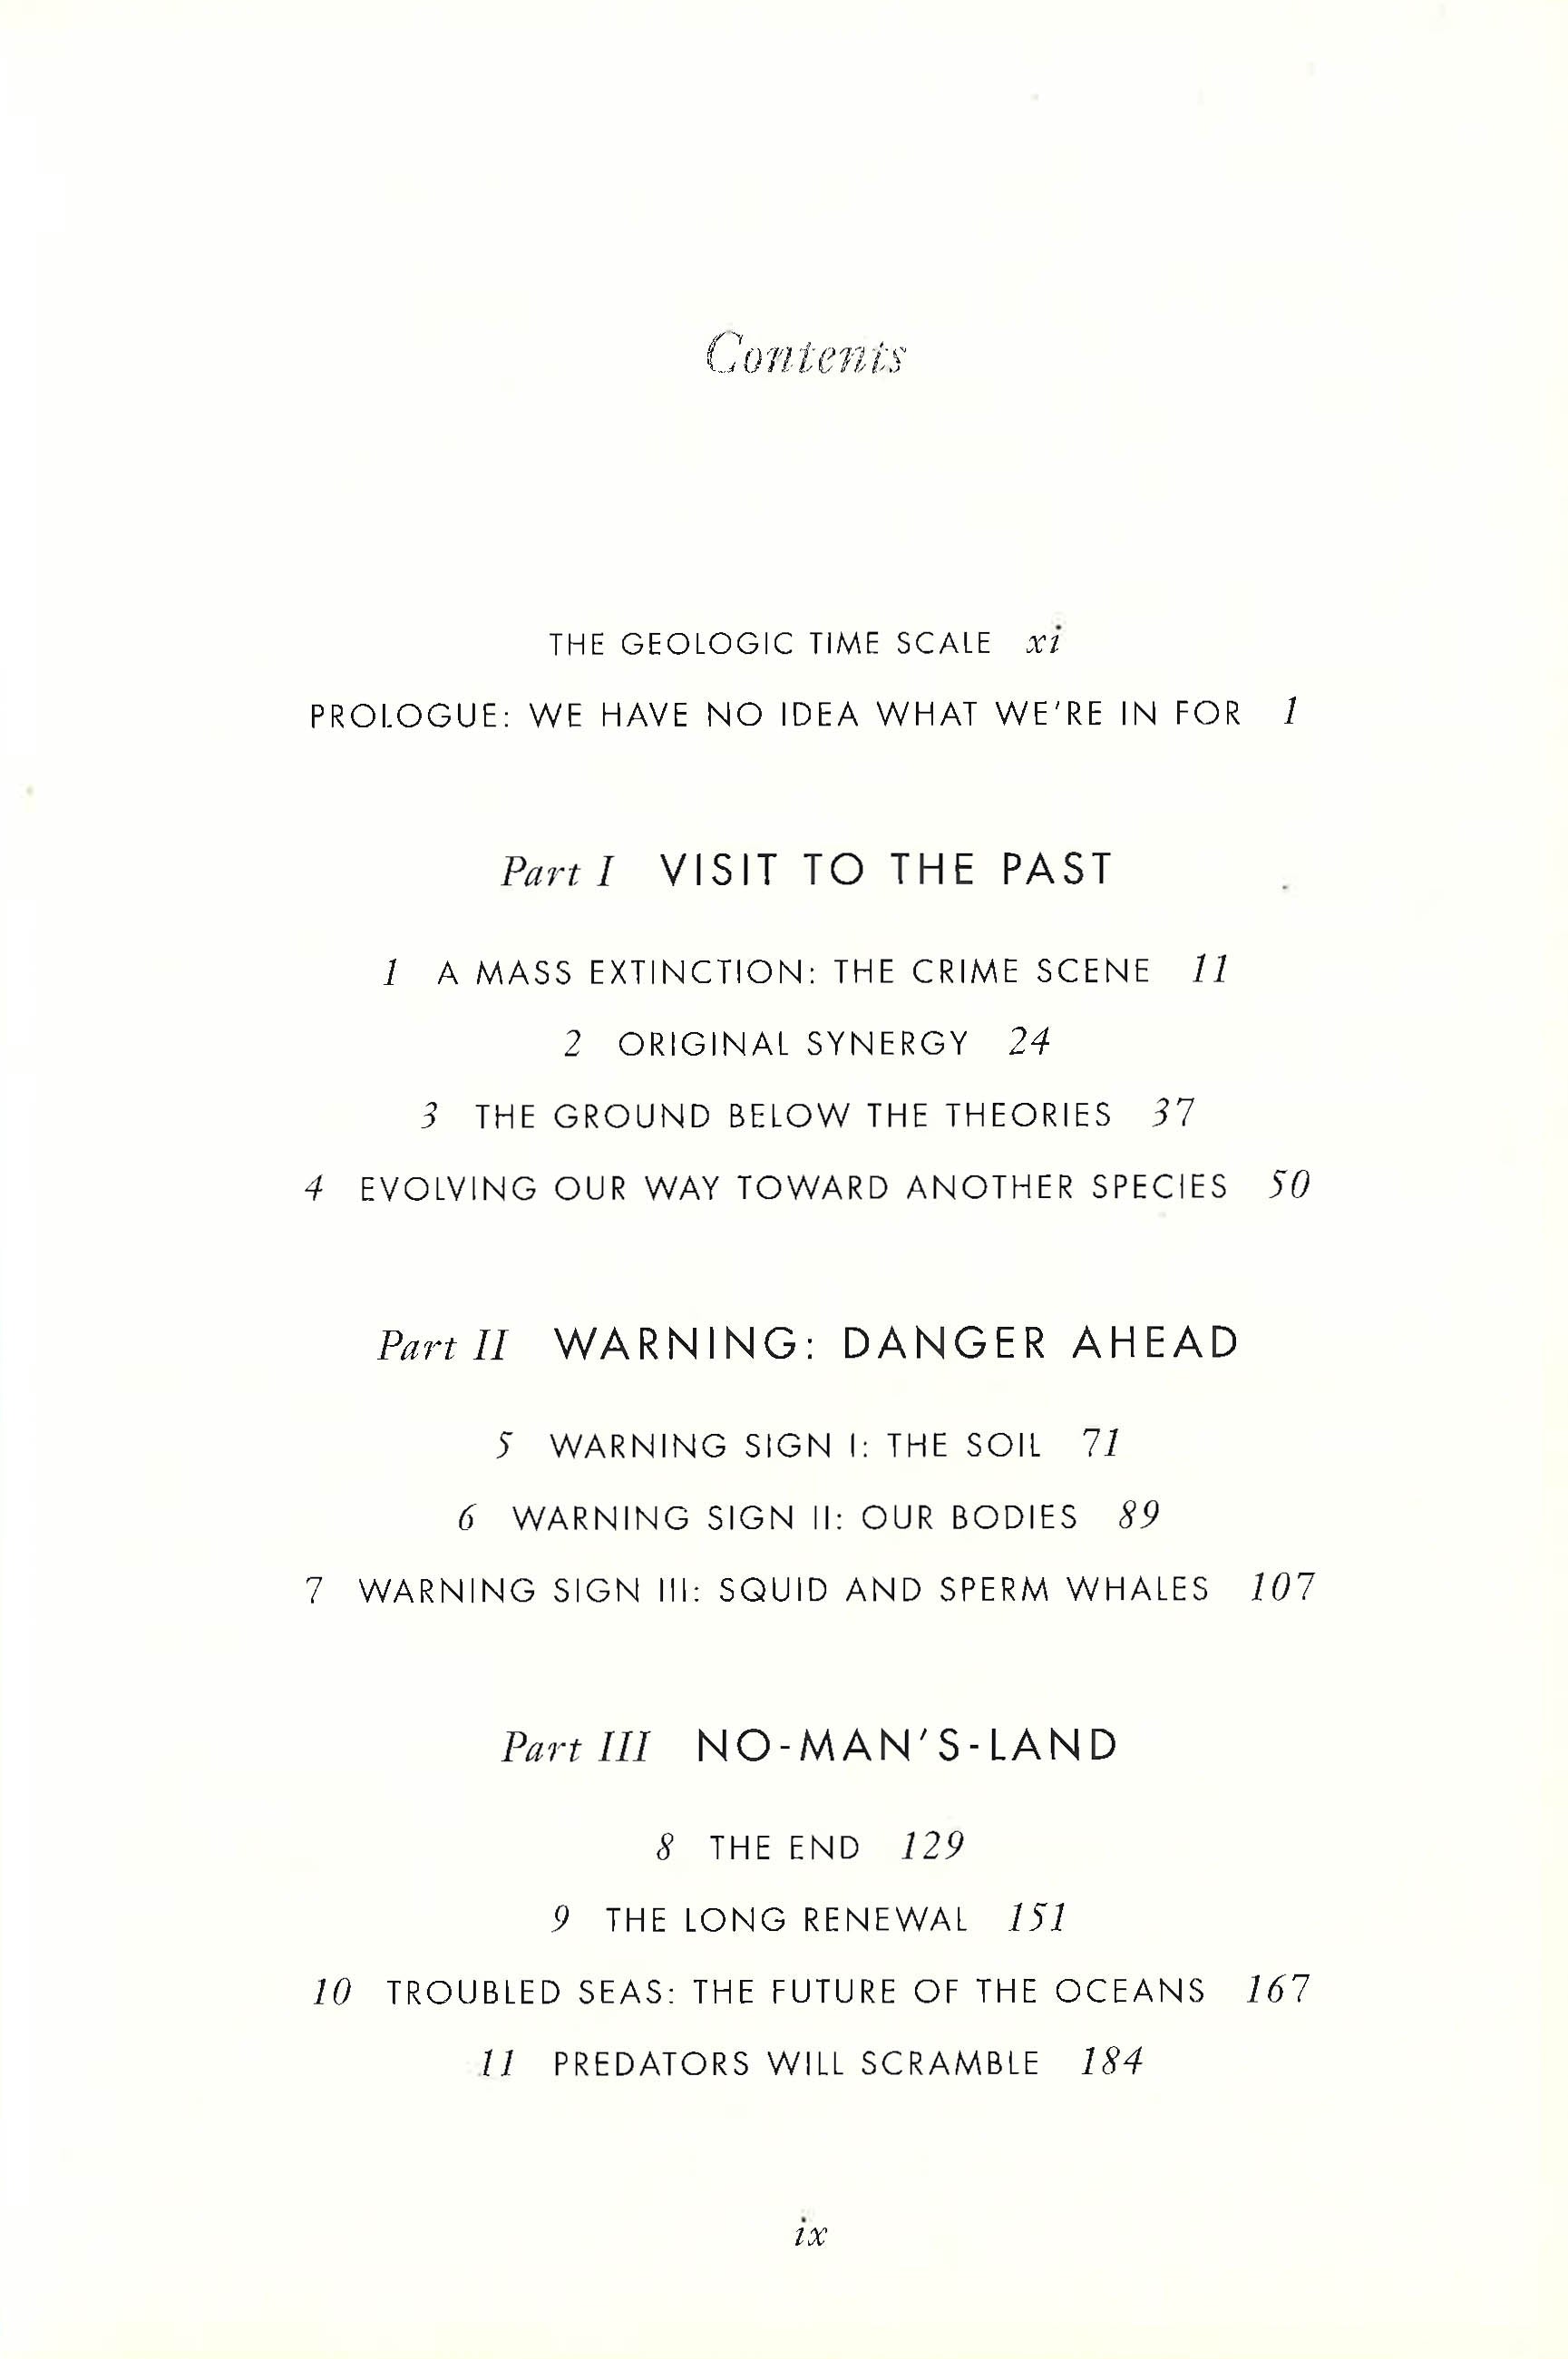 Contents
THE GEOLOGIC TIME SCALE xi
PROLOGUE: WE HAVE NO IDEA WHAT WE'RE IN FOR 1
Part I VISIT TO THE PAST
1 A MASS EXTINCTION: THE CRIME SCENE 11
2 ORIGINAL SYNERGY 24
3 THE GROUND BELOW THE THEORIES 37
4 EVOLVING OUR WAY TOWARD ANOTHER SPECIES 50
Part II WARNING: DANGER AHEAD
5 WARNING SIGN I: THE SOIL 71
6 WARNING SIGN II: OUR BODIES 89
7 WARNING SIGN III: SQUID AND SPERM WHALES 107
Part III NO-MAN'S-LAND
8 THE END 129
9 THE LONG RENEWAL 151
10 TROUBLED SEAS: THE FUTURE OF THE OCEANS 167
11 PREDATORS WILL SCRAMBLE 184
ix